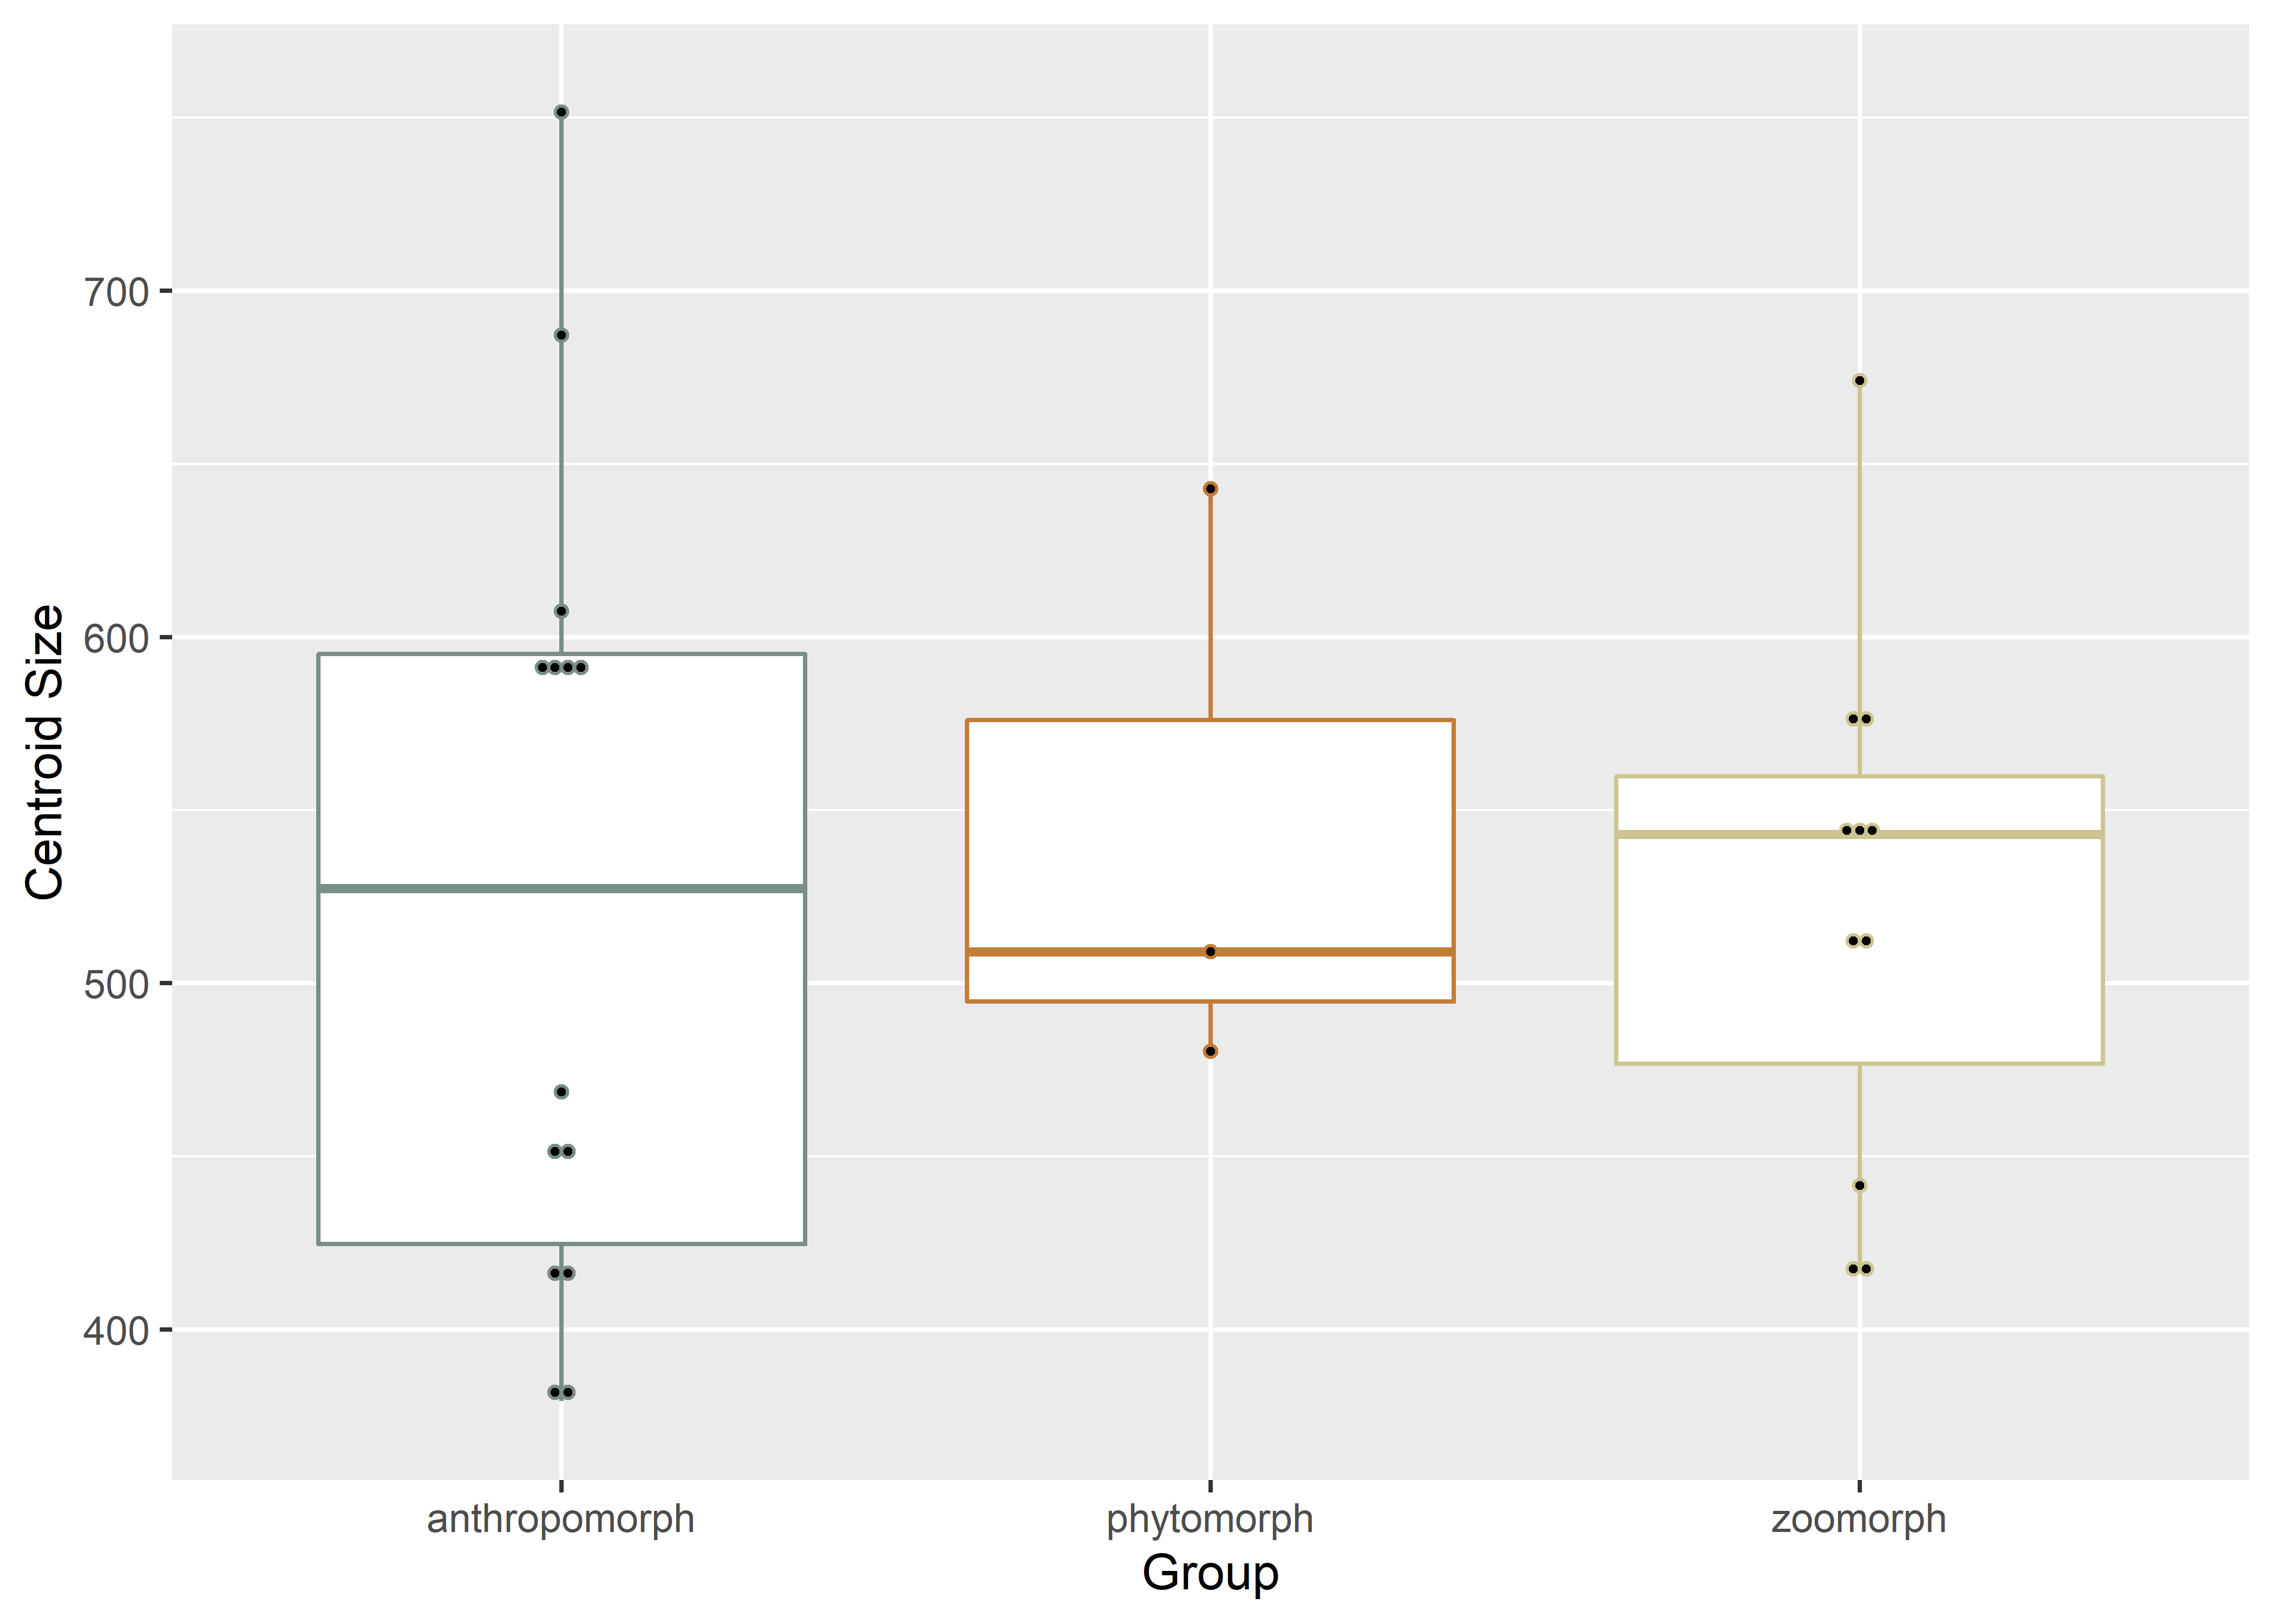 Centroid Size
700
600
500
400
anthropomorph
phytomorph
zoomorph
Group